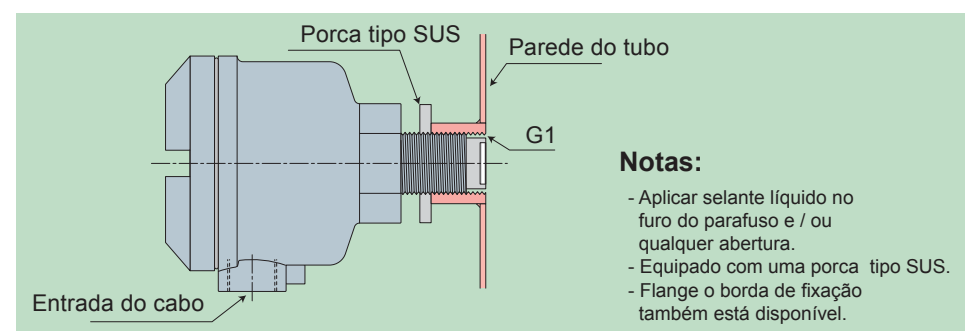 Porca tipo SUS
Parede do tubo
G1
Notas:
- Aplicar selante líquido no
furo do parafuso e / ou
qualquer abertura.
- Equipado com uma porca tipo SUS.
- Flange o borda de fixação
também está disponível.
Entrada do cabo